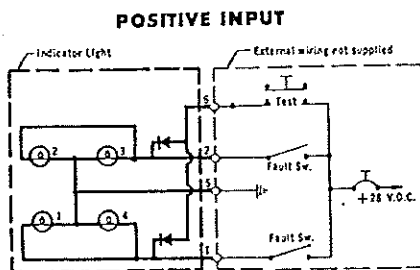 POSITIVE INPUT
Indicator Light
External wiring not supplied
5
Test
2 3
2
Fault Sw.
5
+28 V.D.C.
1 4
Fault Sw.
1